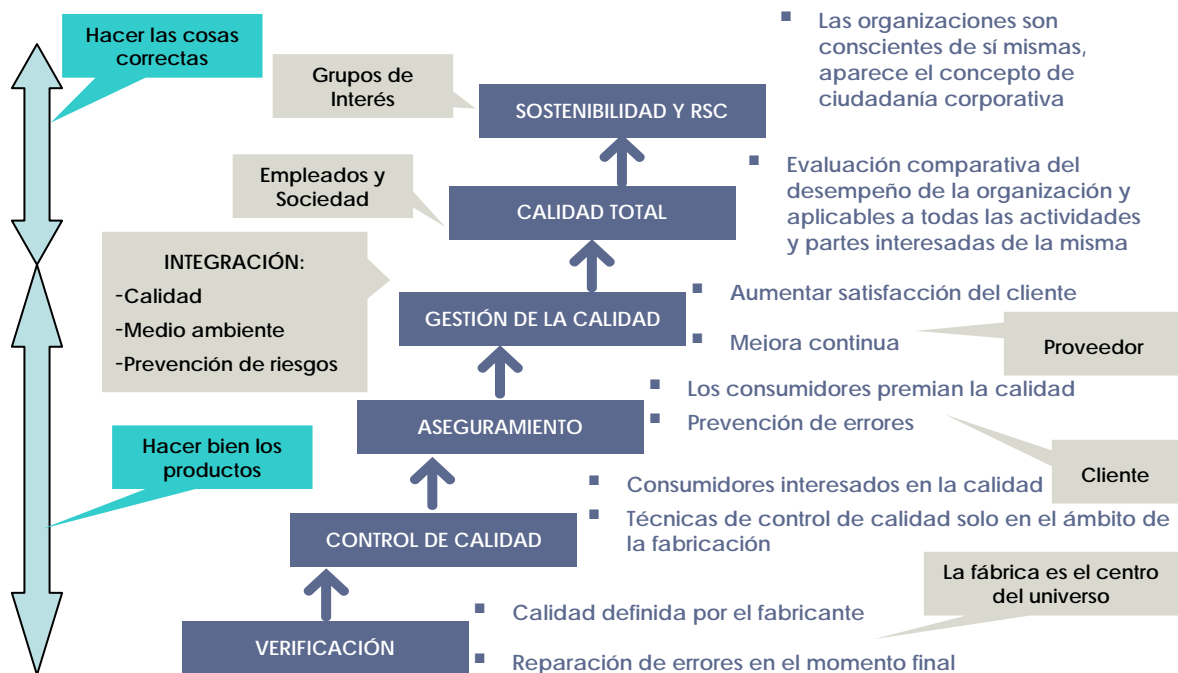 Hacer las cosas
correctas
Grupos de
Interés
SOSTENIBILIDAD Y RSC
▪ Las organizaciones son
conscientes de sí mismas,
aparece el concepto de
ciudadanía corporativa
Empleados y
Sociedad
CALIDAD TOTAL
▪ Evaluación comparativa del
desempeño de la organización y
aplicables a todas las actividades
y partes interesadas de la misma
INTEGRACIÓN:
-Calidad
-Medio ambiente
-Prevención de riesgos
GESTIÓN DE LA CALIDAD
▪ Aumentar satisfacción del cliente
▪ Mejora continua
Proveedor
ASEGURAMIENTO
▪ Los consumidores premian la calidad
▪ Prevención de errores
Cliente
Hacer bien los
productos
CONTROL DE CALIDAD
▪ Consumidores interesados en la calidad
▪ Técnicas de control de calidad solo en el ámbito de
la fabricación
La fábrica es el centro
del universo
VERIFICACIÓN
▪ Calidad definida por el fabricante
▪ Reparación de errores en el momento final